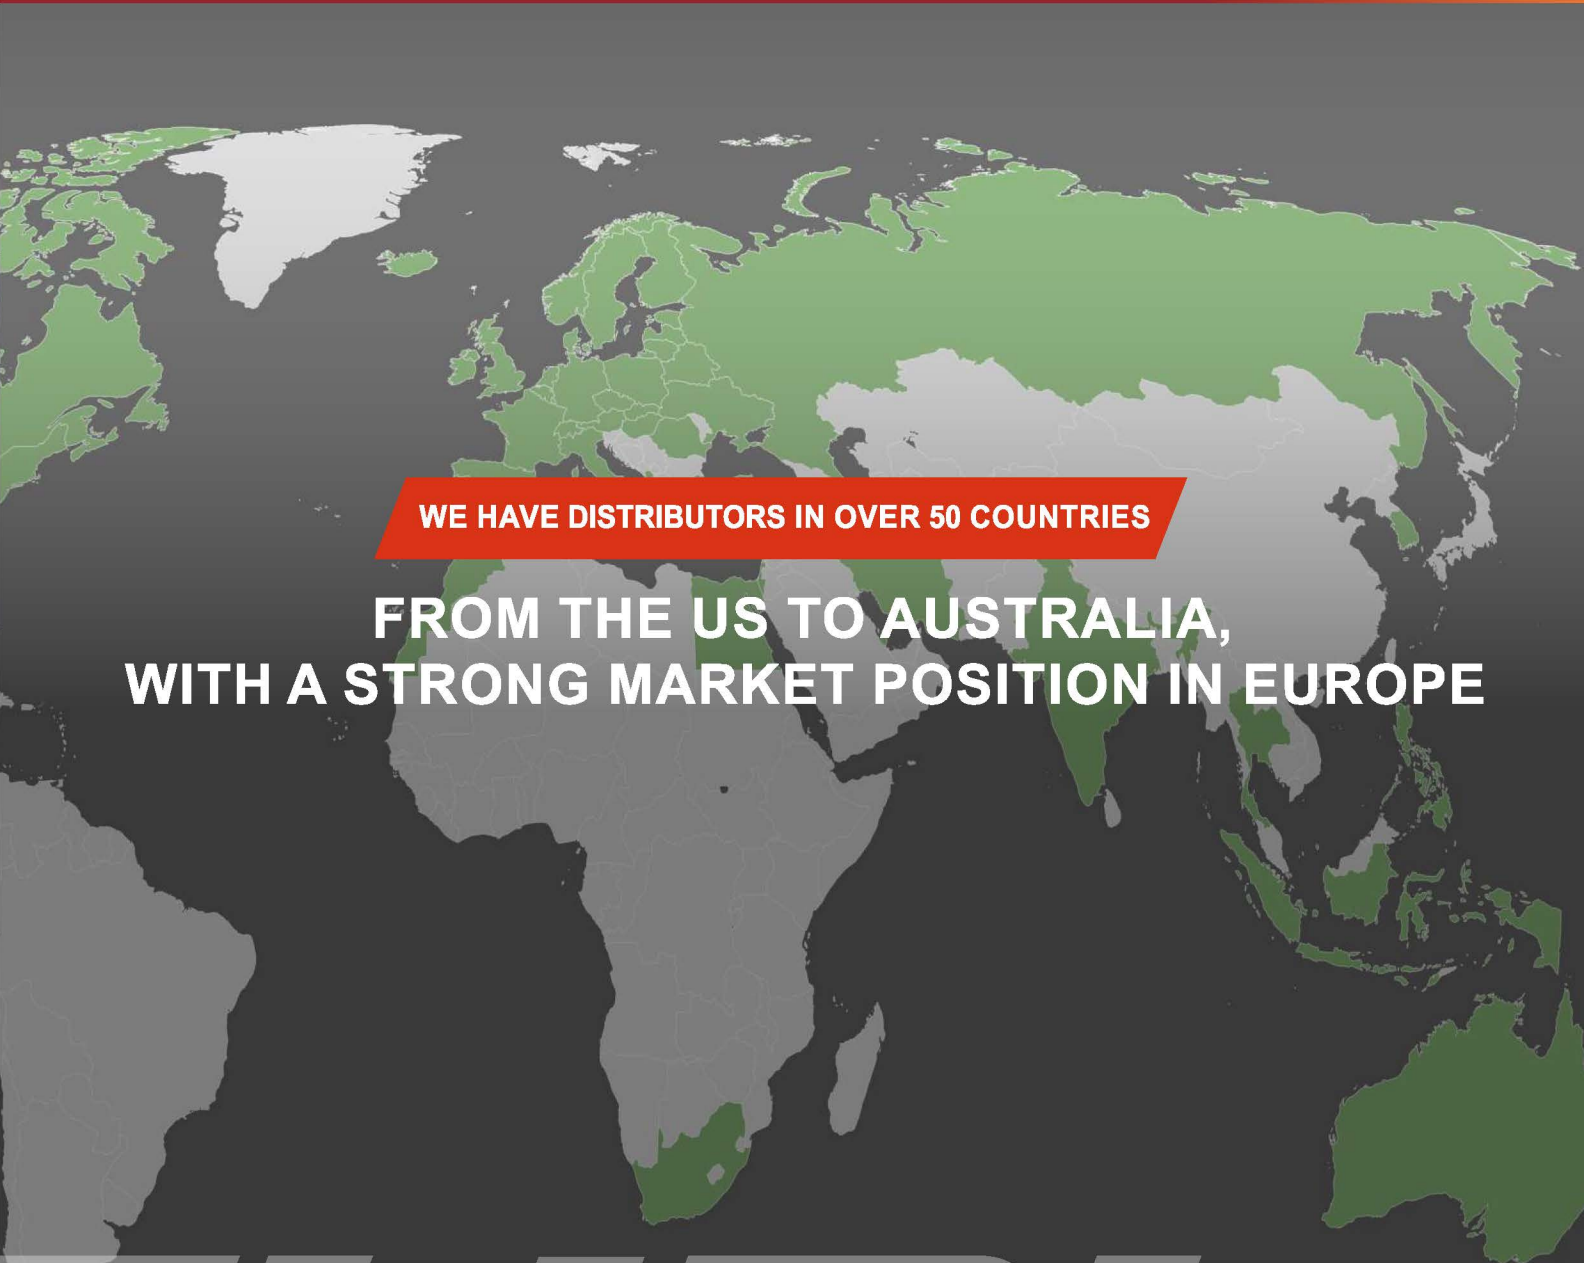 WE HAVE DISTRIBUTORS IN OVER 50 COUNTRIES
FROM THE US TO AUSTRALIA,
WITH A STRONG MARKET POSITION IN EUROPE